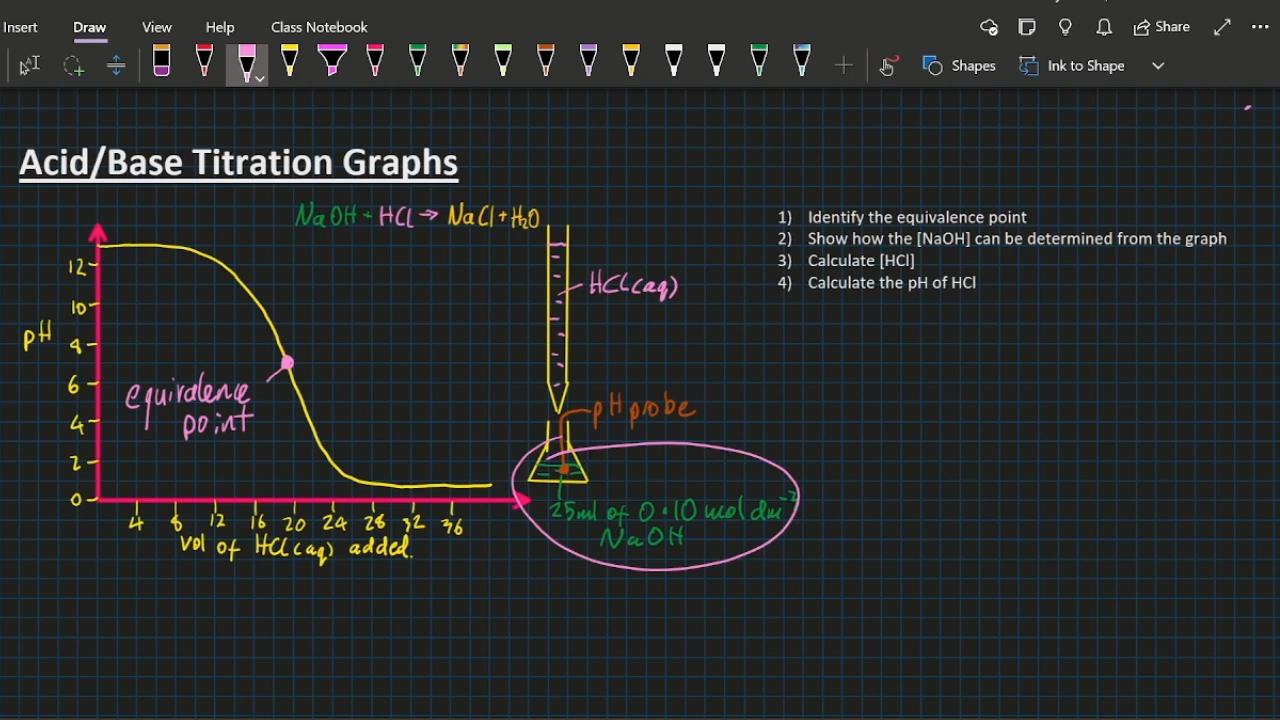 Insert Draw View Help Class Notebook Share
Shapes Ink to Shape
Acid/Base Titration Graphs
NaOH + HCl → NaCl + H₂O
1) Identify the equivalence point
2) Show how the [NaOH] can be determined from the graph
3) Calculate [HCl]
4) Calculate the pH of HCl
12
10
8
6
4
2
0
pH
equivalence
point
HCl(aq)
pH probe
25ml of 0.10 mol dm⁻³
NaOH
4 8 12 16 20 24 28 32 36
Vol of HCl(aq) added.